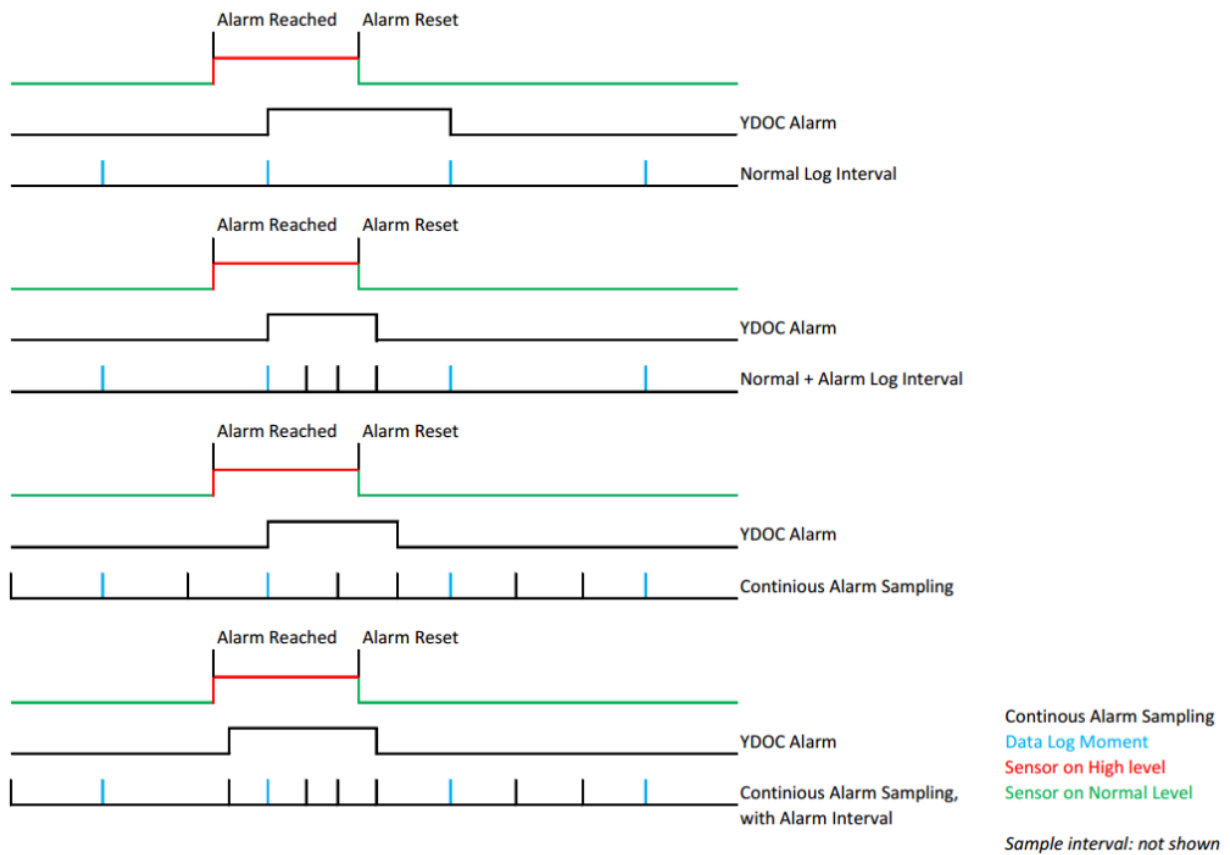 Alarm Reached
Alarm Reset
YDOC Alarm
Normal Log Interval
Alarm Reached
Alarm Reset
YDOC Alarm
Normal + Alarm Log Interval
Alarm Reached
Alarm Reset
YDOC Alarm
Continious Alarm Sampling
Alarm Reached
Alarm Reset
YDOC Alarm
Continious Alarm Sampling,
with Alarm Interval
Continous Alarm Sampling
Data Log Moment
Sensor on High level
Sensor on Normal Level
Sample interval: not shown